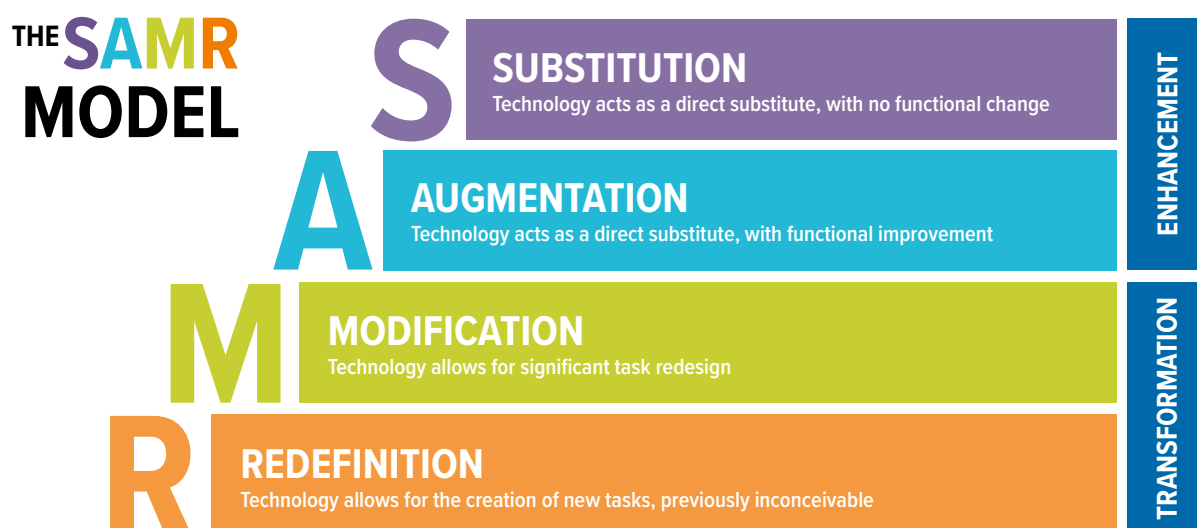 THE SAMR
MODEL
S
SUBSTITUTION
Technology acts as a direct substitute, with no functional change
A
AUGMENTATION
Technology acts as a direct substitute, with functional improvement
ENHANCEMENT
M
MODIFICATION
Technology allows for significant task redesign
R
REDEFINITION
Technology allows for the creation of new tasks, previously inconceivable
TRANSFORMATION